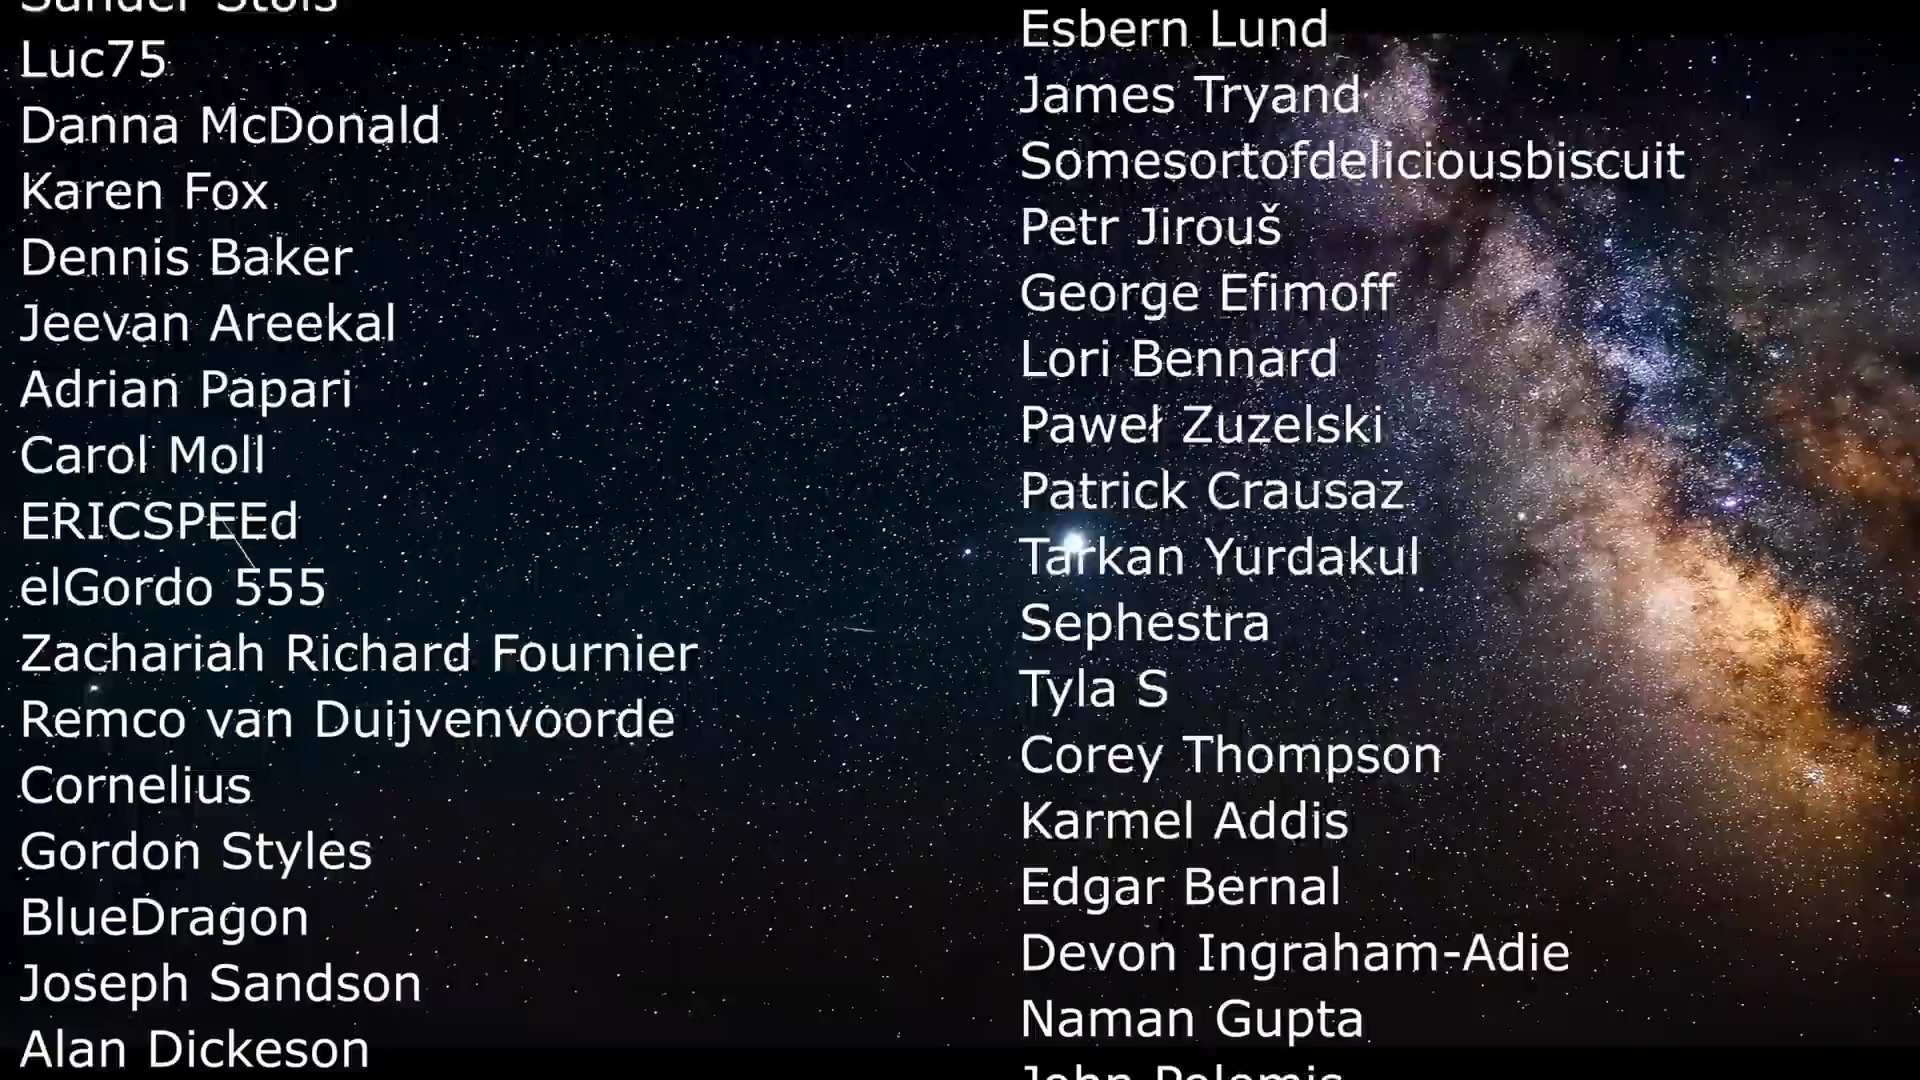 Luc75
Danna McDonald
Karen Fox
Dennis Baker
Jeevan Areekal
Adrian Papari
Carol Moll
ERICSPEEd
elGordo 555
Zachariah Richard Fournier
Remco van Duijvenvoorde
Cornelius
Gordon Styles
BlueDragon
Joseph Sandson
Alan Dickeson
Esbern Lund
James Tryand
Somesortofdeliciousbiscuit
Petr Jirouš
George Efimoff
Lori Bennard
Paweł Zuzelski
Patrick Crausaz
Tarkan Yurdakul
Sephestra
Tyla S
Corey Thompson
Karmel Addis
Edgar Bernal
Devon Ingraham-Adie
Naman Gupta